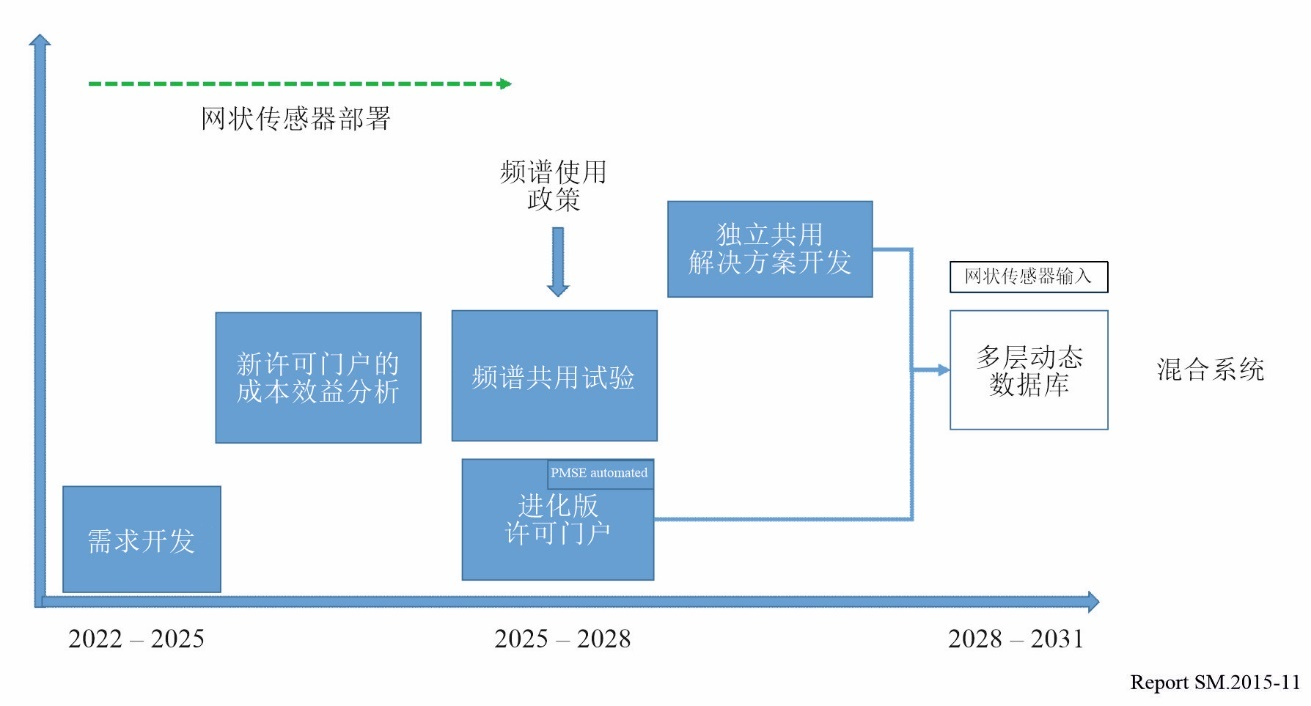 网状传感器部署
频谱使用
政策
独立共用
解决方案开发
网状传感器输入
新许可门户的
成本效益分析
频谱共用试验
多层动态
数据库
混合系统
PMSE automated
进化版
许可门户
需求开发
2022 – 2025
2025 – 2028
2028 – 2031
Report SM.2015-11